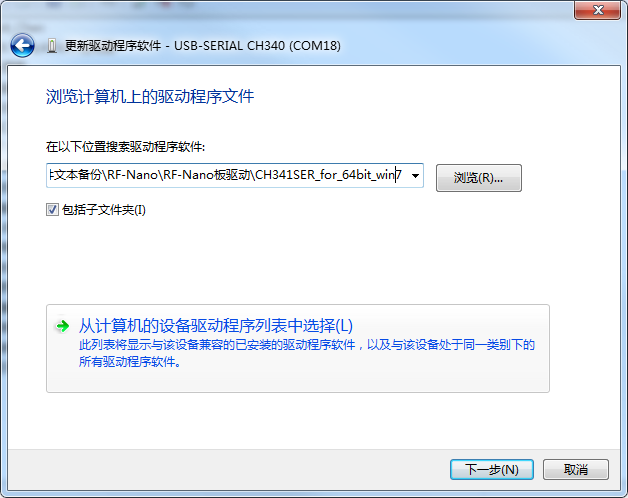 更新驱动程序软件 - USB-SERIAL CH340 (COM18)
浏览计算机上的驱动程序文件
在以下位置搜索驱动程序软件:
文本备份\RF-Nano\RF-Nano板驱动\CH341SER_for_64bit_win7
浏览(R)...
包括子文件夹(I)
从计算机的设备驱动程序列表中选择(L)
此列表将显示与该设备兼容的已安装的驱动程序软件，以及与该设备处于同一类别下的
所有驱动程序软件。
下一步(N)
取消